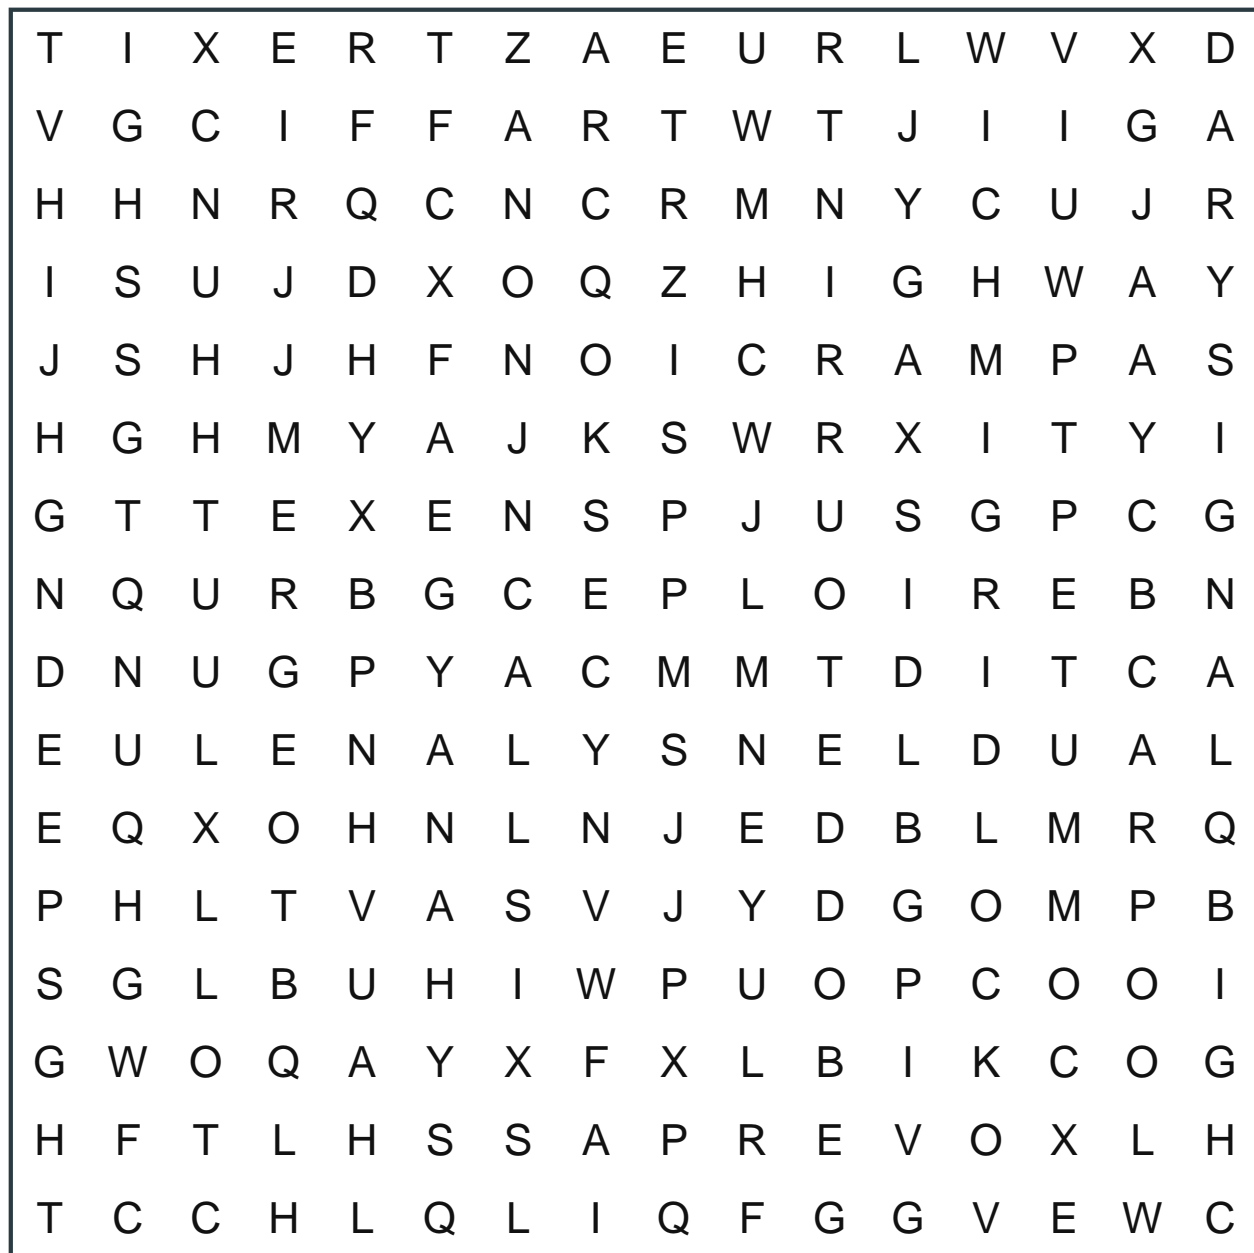 T I X E R T Z A E U R L W V X D
V G C I F F A R T W T J I I G A
H H N R Q C N C R M N Y C U J R
I S U J D X O Q Z H I G H W A Y
J S H J H F N O I C R A M P A S
H G H M Y A J K S W R X I T Y I
G T T E X E N S P J U S G P C G
N Q U R B G C E P L O I R E B N
D N U G P Y A C M M T D I T C A
E U L E N A L Y S N E L D U A L
E Q X O H N L N J E D B L M R Q
P H L T V A S V J Y D G O M P B
S G L B U H I W P U O P C O O I
G W O Q A Y X F X L B I K C O G
H F T L H S S A P R E V O X L H
T C C H L Q L I Q F G G V E W C